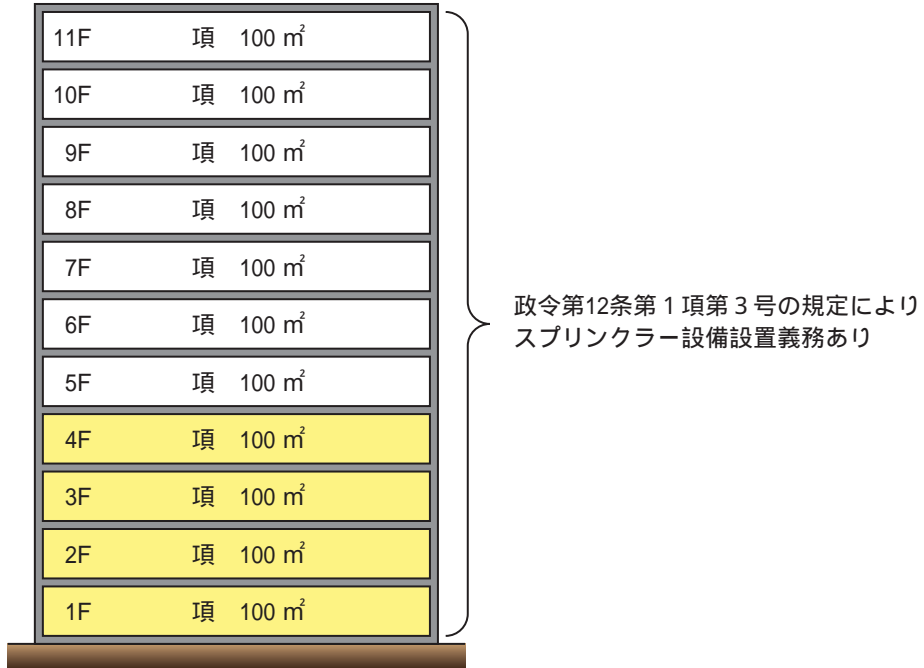 11F 項 100 ㎡
10F 項 100 ㎡
9F 項 100 ㎡
8F 項 100 ㎡
7F 項 100 ㎡
6F 項 100 ㎡
5F 項 100 ㎡
4F 項 100 ㎡
3F 項 100 ㎡
2F 項 100 ㎡
1F 項 100 ㎡
政令第12条第１項第３号の規定により
スプリンクラー設備設置義務あり